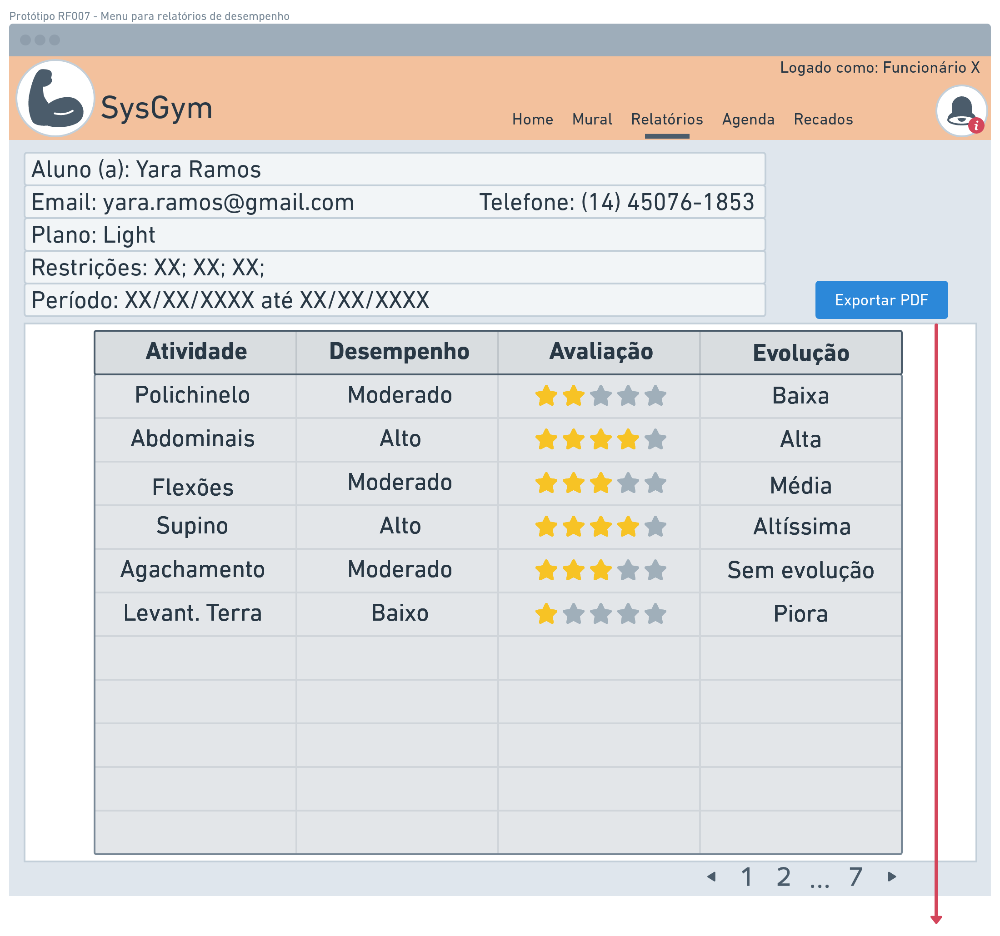 Protótipo RF007 - Menu para relatórios de desempenho
Logado como: Funcionário X
SysGym
Home Mural Relatórios Agenda Recados
i
Aluno (a): Yara Ramos
Email: yara.ramos@gmail.com Telefone: (14) 45076-1853
Plano: Light
Restrições: XX; XX; XX;
Período: XX/XX/XXXX até XX/XX/XXXX
Exportar PDF
Atividade Desempenho Avaliação Evolução
Polichinelo Moderado Baixa
Abdominais Alto Alta
Flexões Moderado Média
Supino Alto Altíssima
Agachamento Moderado Sem evolução
Levant. Terra Baixo Piora
1 2 ... 7